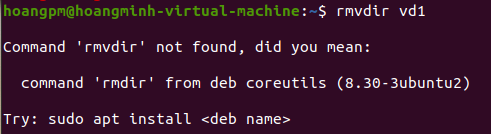 hoangpm@hoangminh-virtual-machine:~$ rmvdir vd1
Command 'rmvdir' not found, did you mean:
command 'rmdir' from deb coreutils (8.30-3ubuntu2)
Try: sudo apt install <deb name>